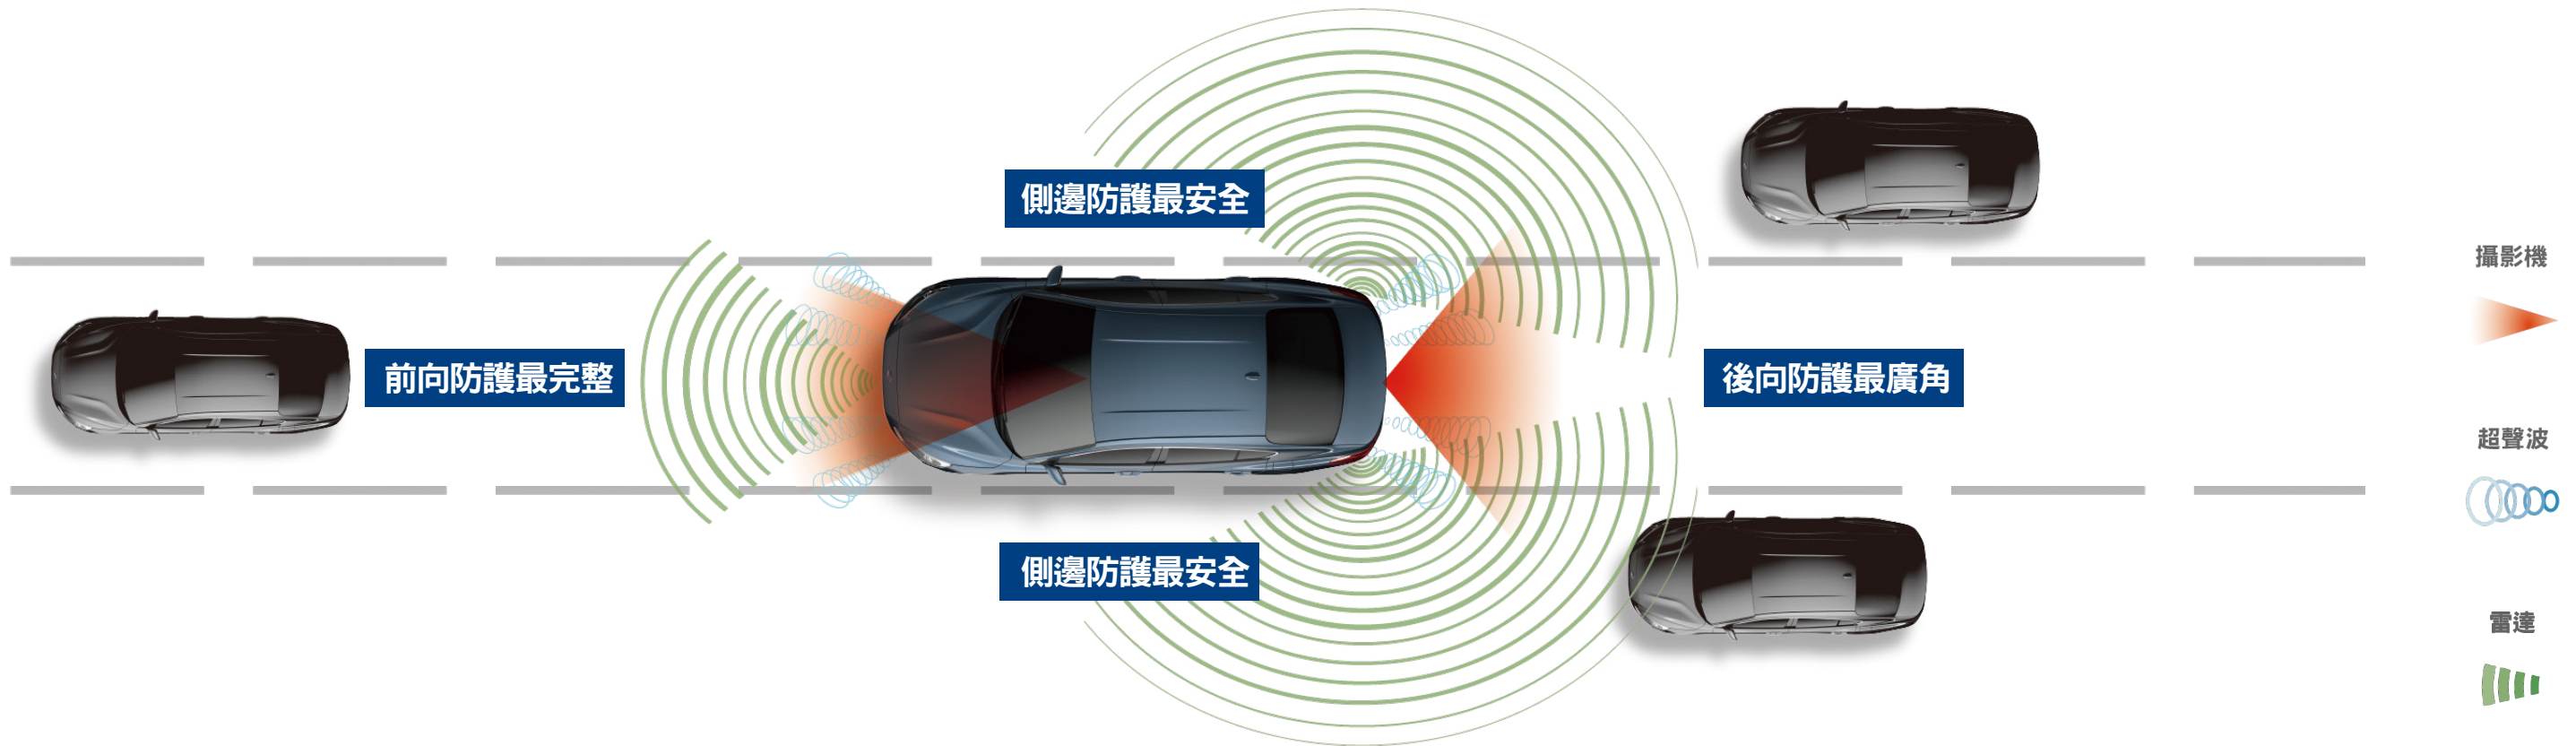 側邊防護最安全
前向防護最完整
後向防護最廣角
側邊防護最安全
攝影機
超聲波
雷達